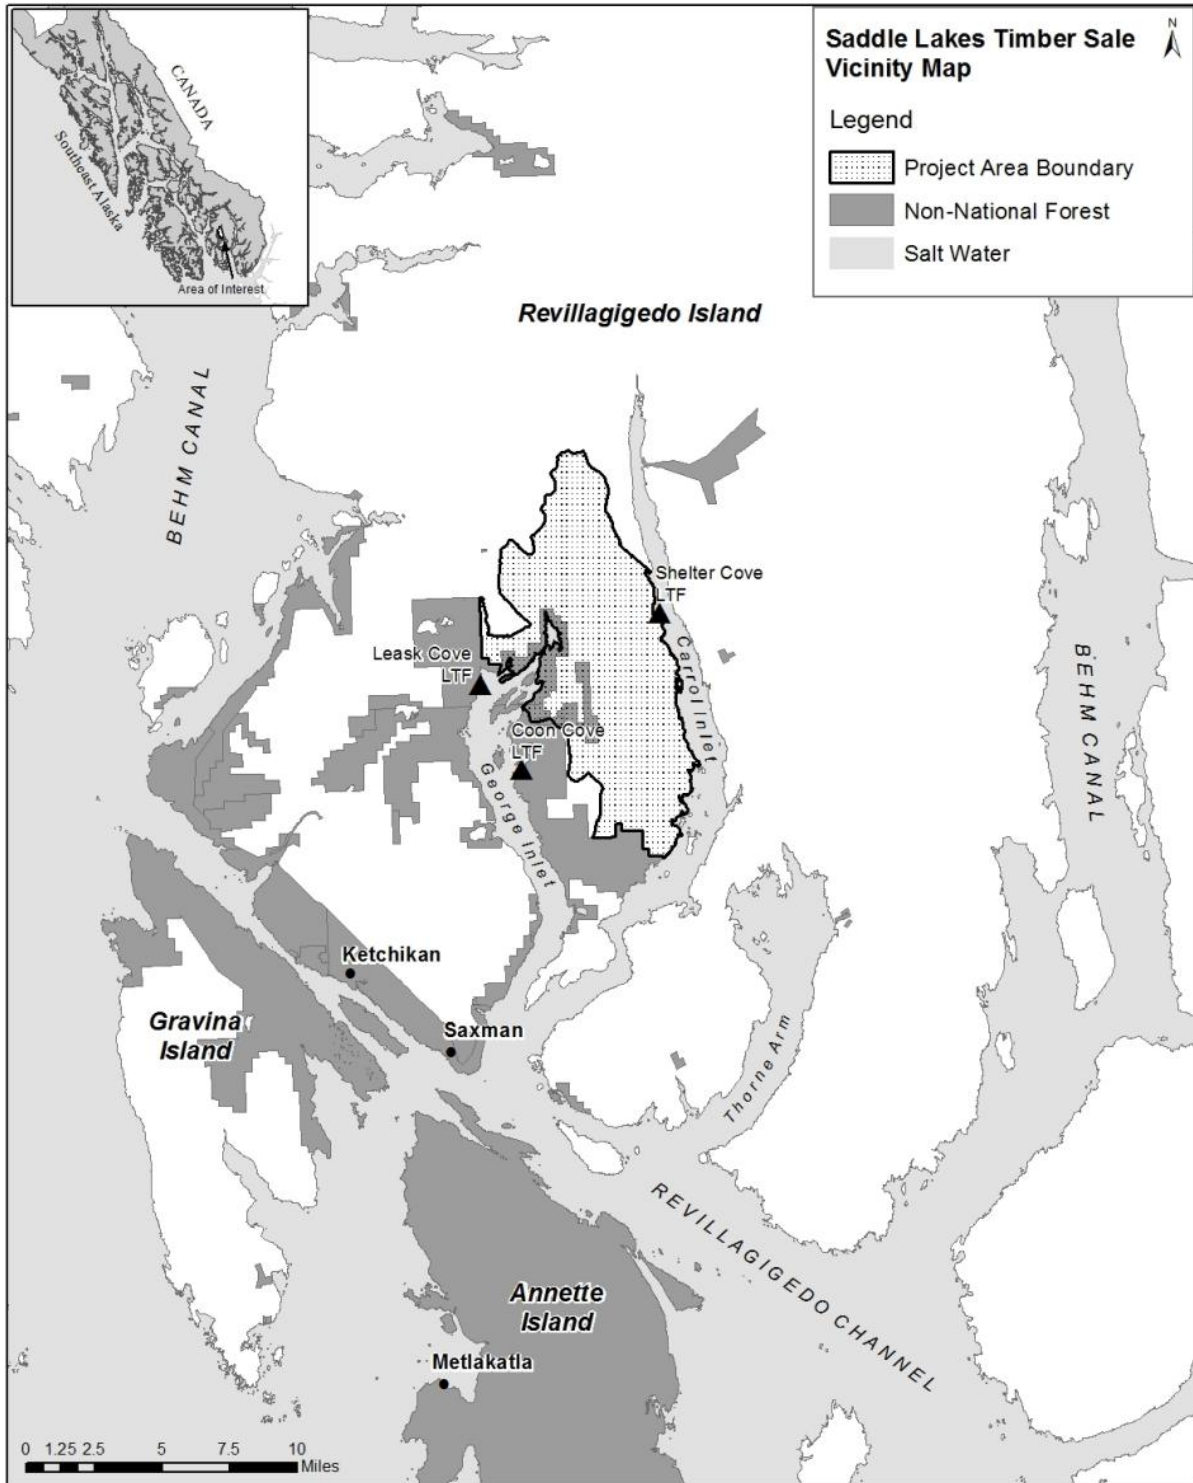 Saddle Lakes Timber Sale
Vicinity Map
N
Legend
Project Area Boundary
Non-National Forest
Salt Water
CANADA
Southeast Alaska
Area of Interest
Revillagigedo Island
BEHM CANAL
Shelter Cove
LTF
Carrol Inlet
Leask Cove
LTF
Coon Cove
LTF
George Inlet
BEHM CANAL
Ketchikan
Gravina
Island
Saxman
Thorne Arm
REVILLAGIGEDO CHANNEL
Annette
Island
Metlakatla
0 1.25 2.5 5 7.5 10
Miles